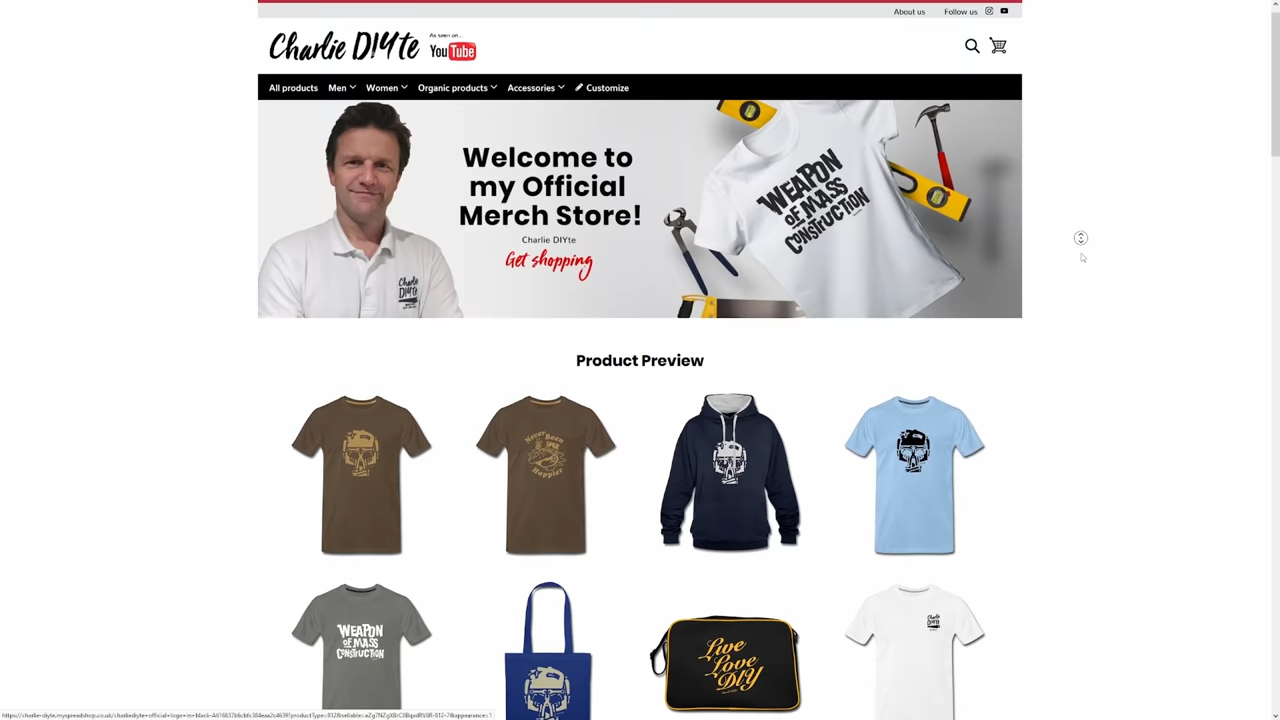 About us
Follow us
Charlie DIYte
As seen on...
YouTube
All products
Men
Women
Organic products
Accessories
Customize
Welcome to
my Official
Merch Store!
Charlie DIYte
Get shopping
Charlie
DIYte
WEAPON
OF MASS
CONSTRUCTION
Product Preview
Never Been
Happier
WEAPON
OF MASS
CONSTRUCTION
Live
Love
DIY
Charlie
DIYte